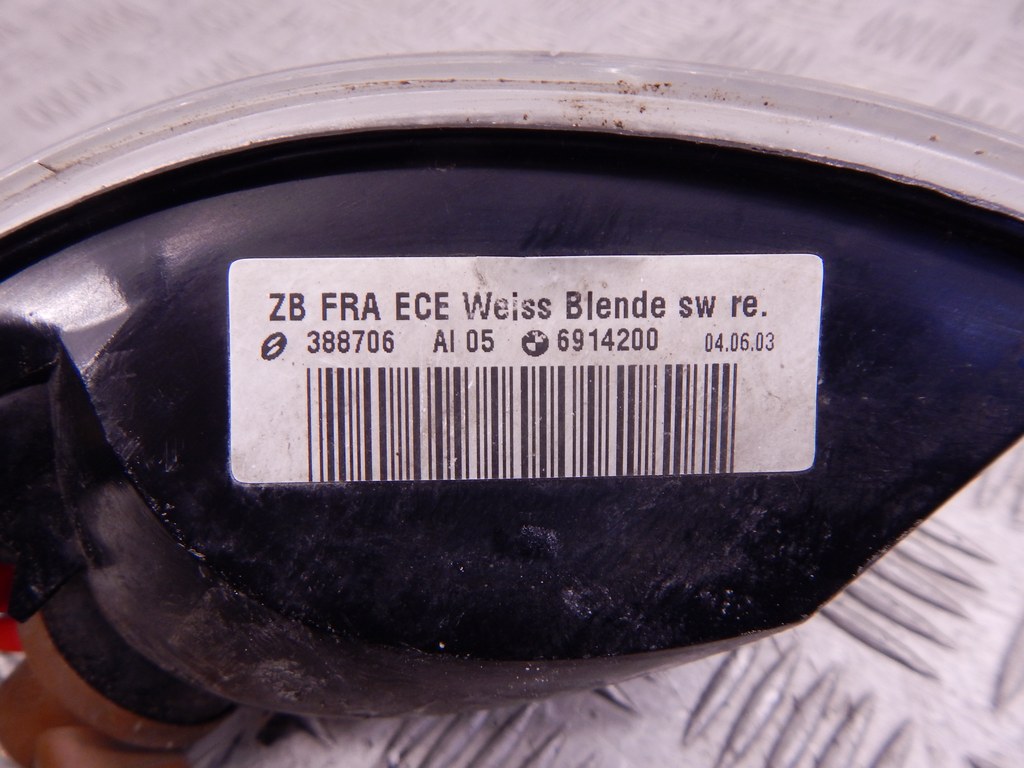 ZB FRA ECE Weiss Blende sw re.
388706 AI 05 6914200 04.06.03